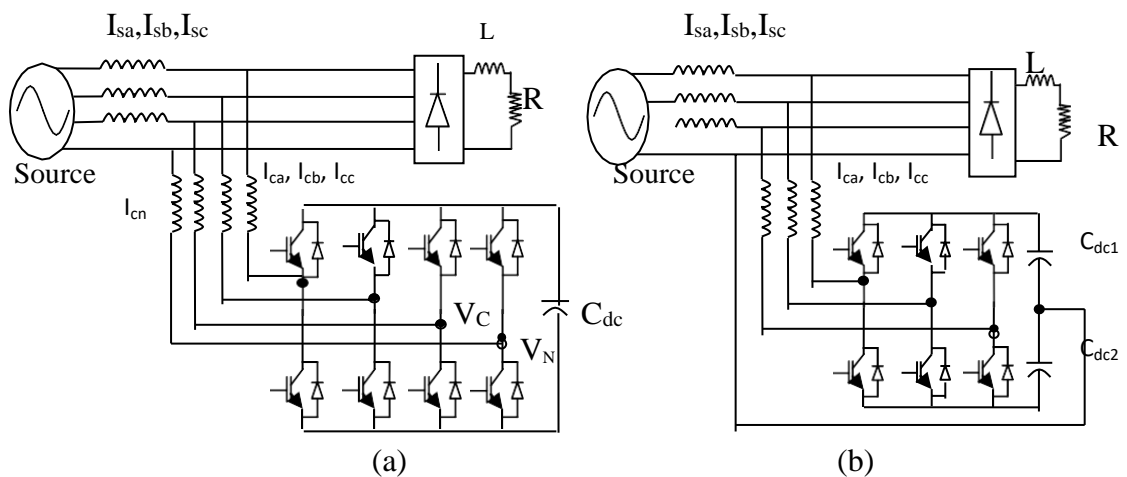 Isa,Isb,Isc
L
R
Source
Ica, Icb, Icc
Icn
VC
Cdc
VN
(a)
Isa,Isb,Isc
L
R
Source
Ica, Icb, Icc
Cdc1
Cdc2
(b)